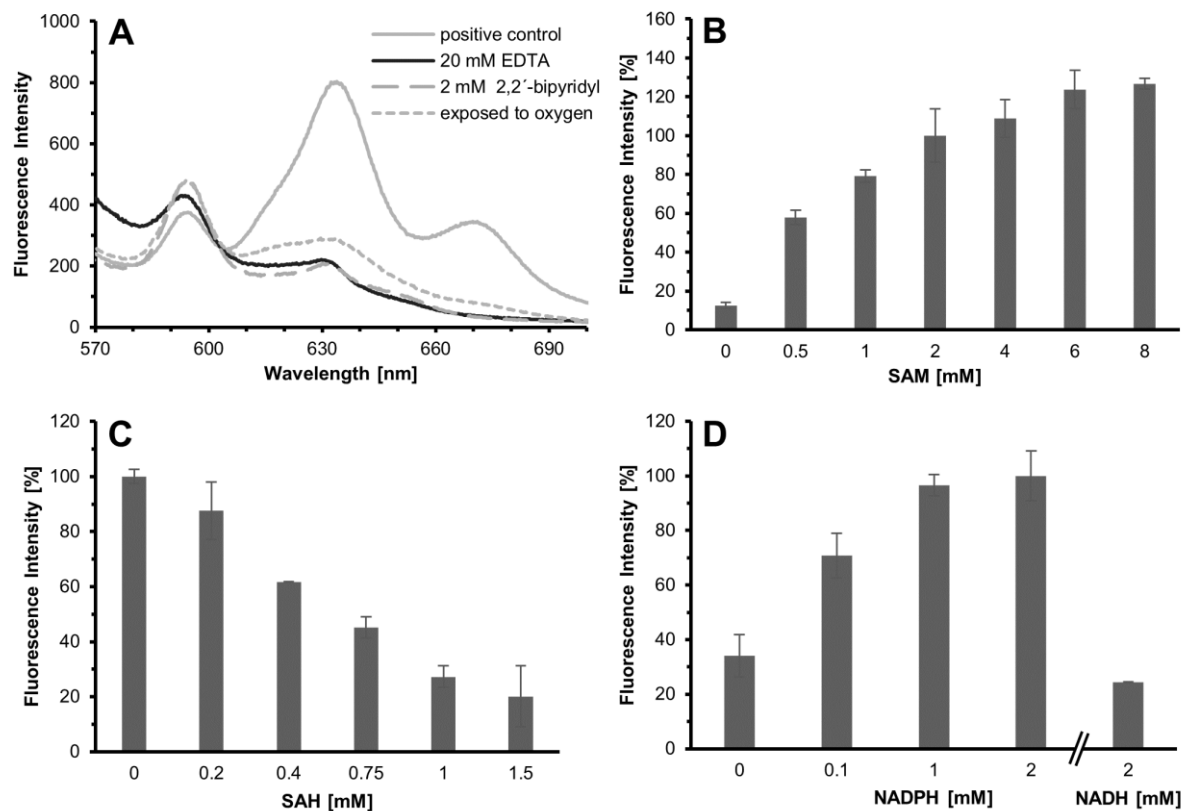 A
positive control
20 mM EDTA
2 mM 2,2´-bipyridyl
exposed to oxygen
Fluorescence Intensity
1000
800
600
400
200
0
570 600 630 660 690
Wavelength [nm]
B
Fluorescence Intensity [%]
160
140
120
100
80
60
40
20
0
0 0.5 1 2 4 6 8
SAM [mM]
C
Fluorescence Intensity [%]
120
100
80
60
40
20
0
0 0.2 0.4 0.75 1 1.5
SAH [mM]
D
Fluorescence Intensity [%]
120
100
80
60
40
20
0
0 0.1 1 2 2
NADPH [mM] NADH [mM]